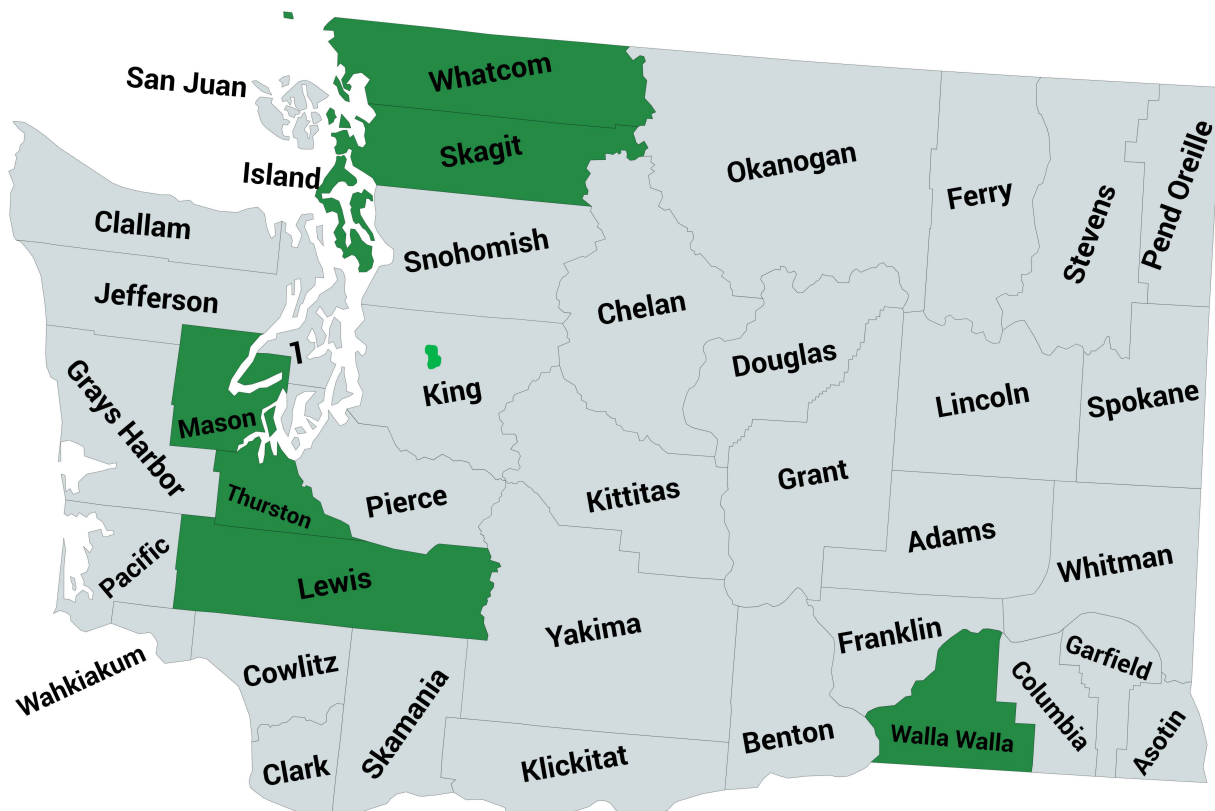 Whatcom
San Juan
Skagit
Island
Okanogan
Ferry
Stevens
Pend Oreille
Clallam
Snohomish
Jefferson
Chelan
1
Douglas
King
Lincoln
Spokane
Grays Harbor
Mason
Grant
Kittitas
Pierce
Thurston
Adams
Pacific
Whitman
Lewis
Yakima
Franklin
Garfield
Wahkiakum
Cowlitz
Skamania
Columbia
Walla Walla
Benton
Asotin
Clark
Klickitat